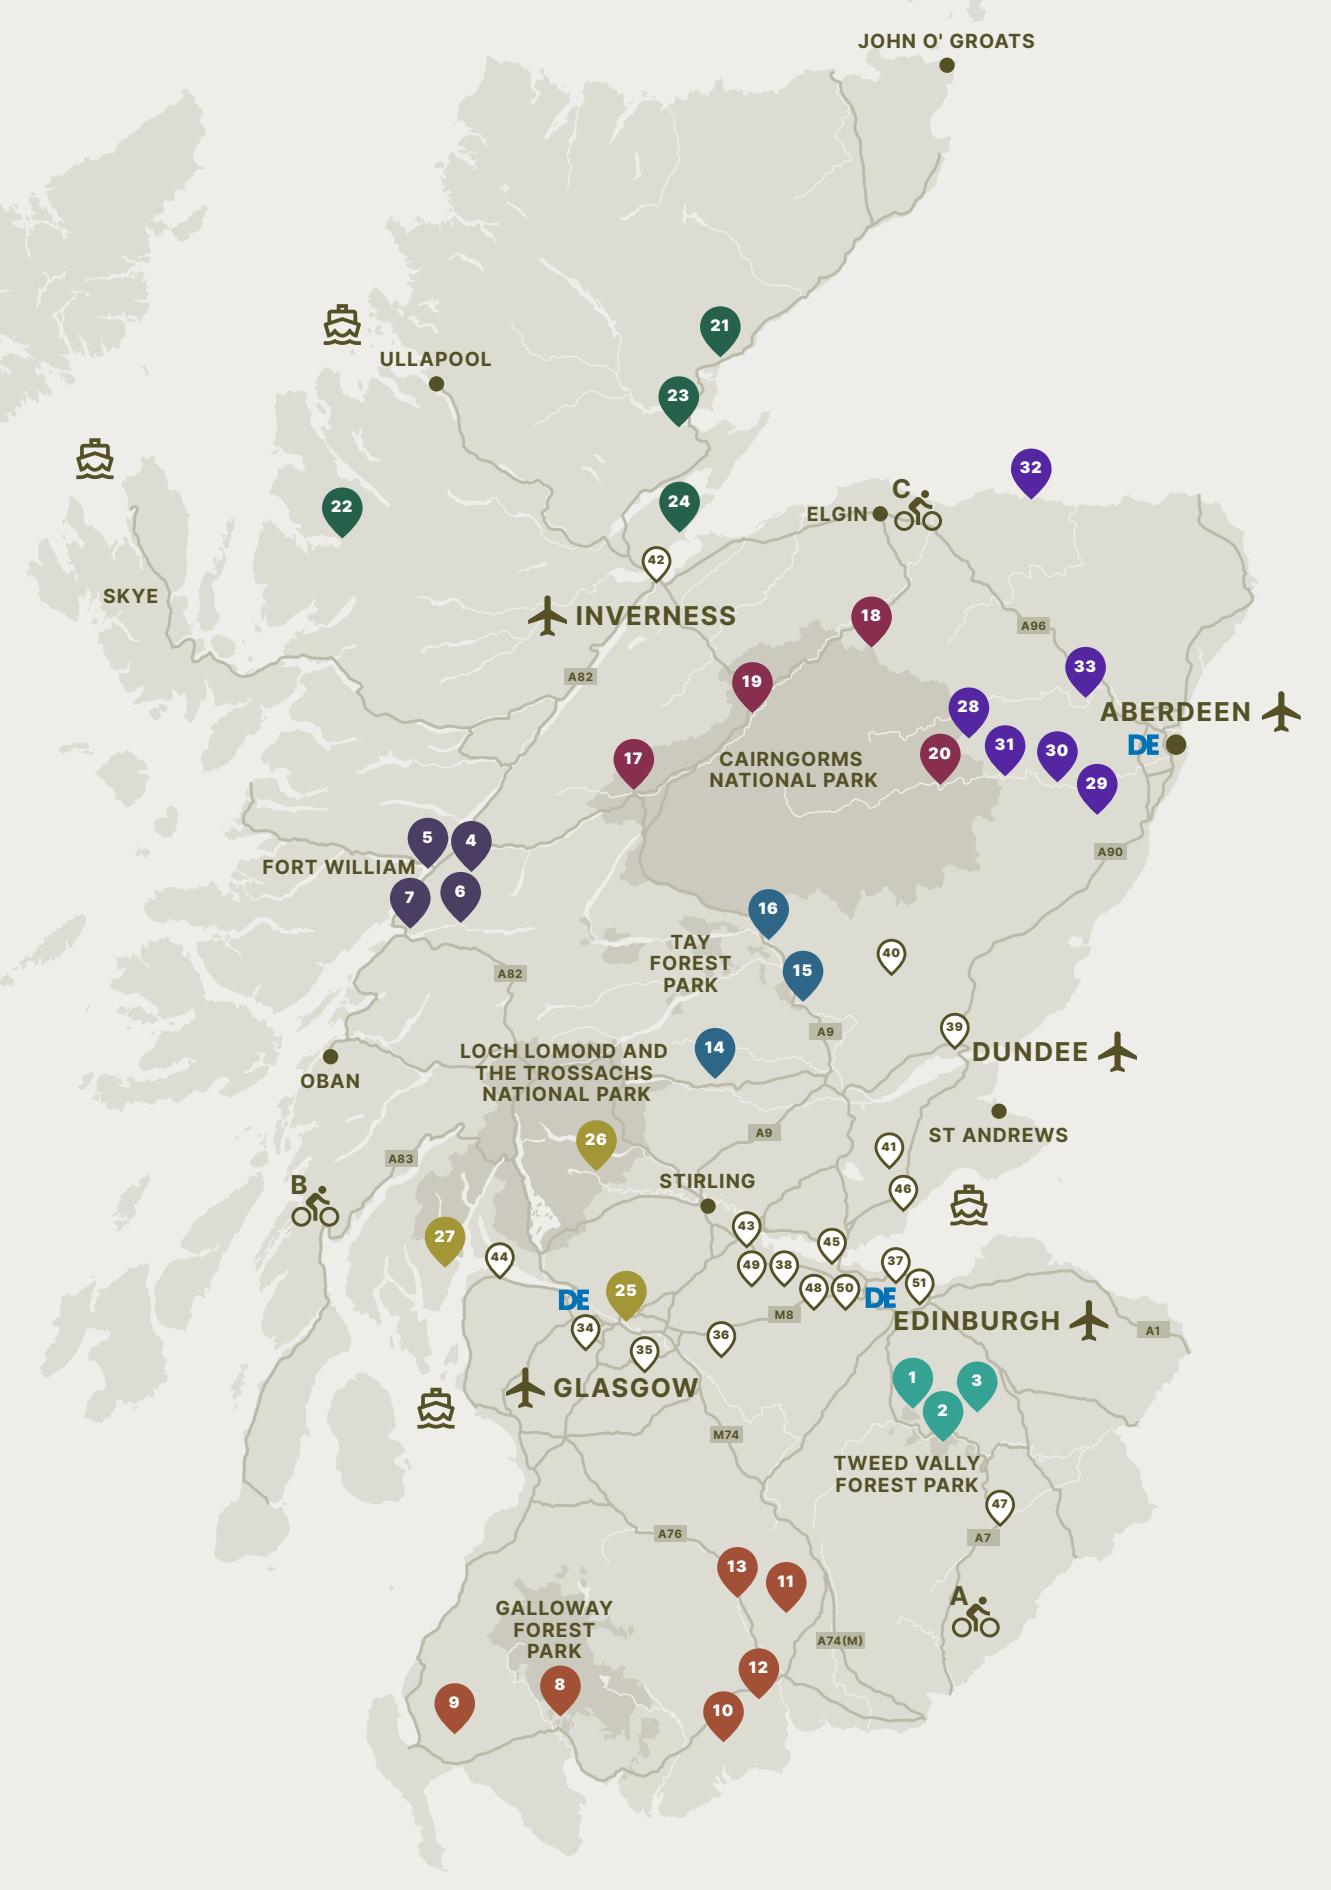 JOHN O' GROATS
21
ULLAPOOL
23
32
C
22
24
ELGIN
42
SKYE
INVERNESS
18
A96
A82
33
19
28
ABERDEEN
DE
17
CAIRNGORMS
NATIONAL PARK
20
31
30
29
5
4
A90
FORT WILLIAM
7
6
16
TAY
FOREST
PARK
40
15
A82
39
A9
14
DUNDEE
LOCH LOMOND AND
THE TROSSACHS
NATIONAL PARK
OBAN
26
A9
41
ST ANDREWS
A83
B
STIRLING
46
27
43
45
44
49
38
37
48
50
51
25
DE
DE
M8
EDINBURGH
34
36
35
A1
GLASGOW
1
3
2
M74
TWEED VALLY
FOREST PARK
47
A76
A7
13
11
A
GALLOWAY
FOREST
PARK
A74(M)
12
8
9
10